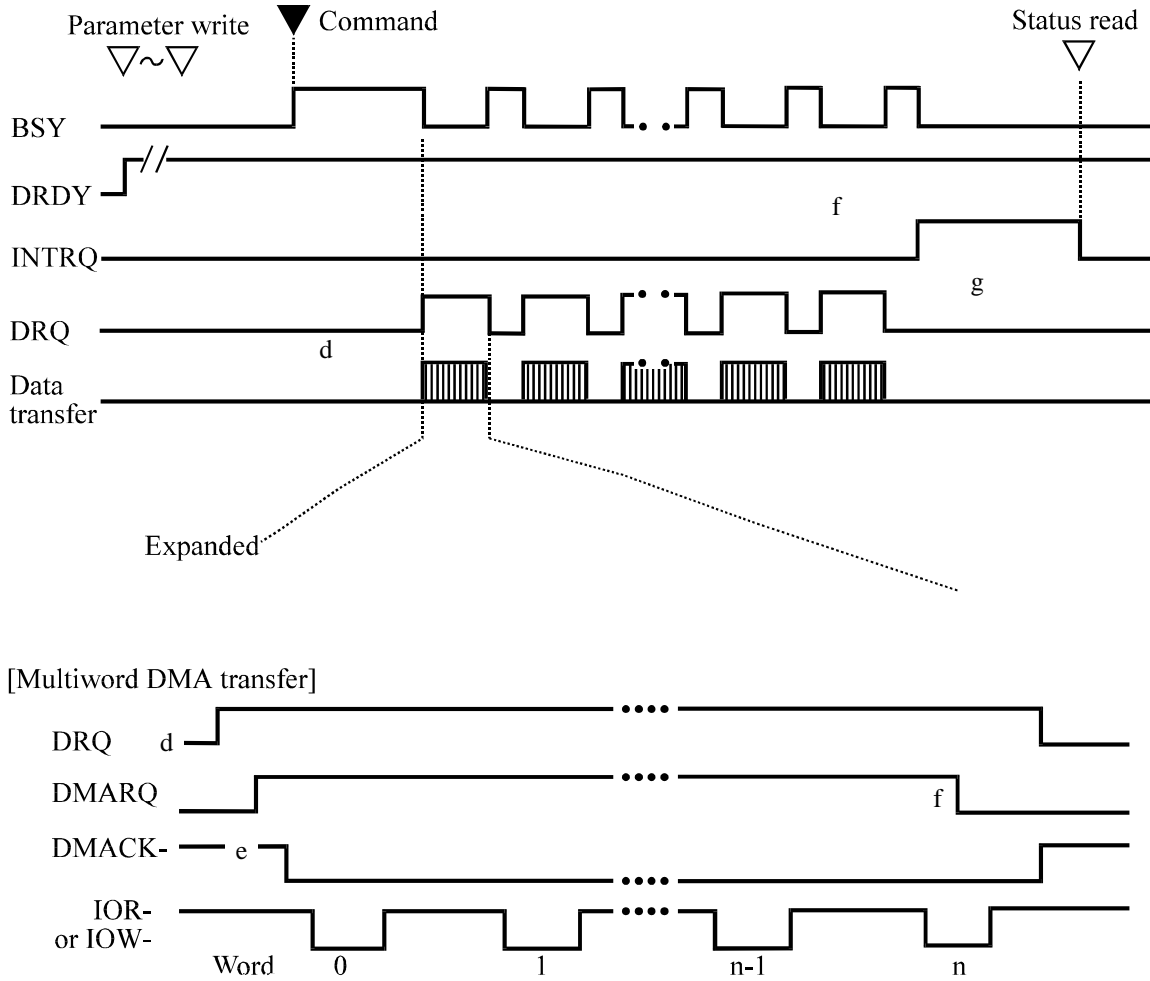 Parameter write
Command
Status read
~
BSY
DRDY
f
INTRQ
g
DRQ
d
Data
transfer
Expanded
[Multiword DMA transfer]
DRQ d
DMARQ f
DMACK- e
IOR-
or IOW-
Word 0 1 n-1 n